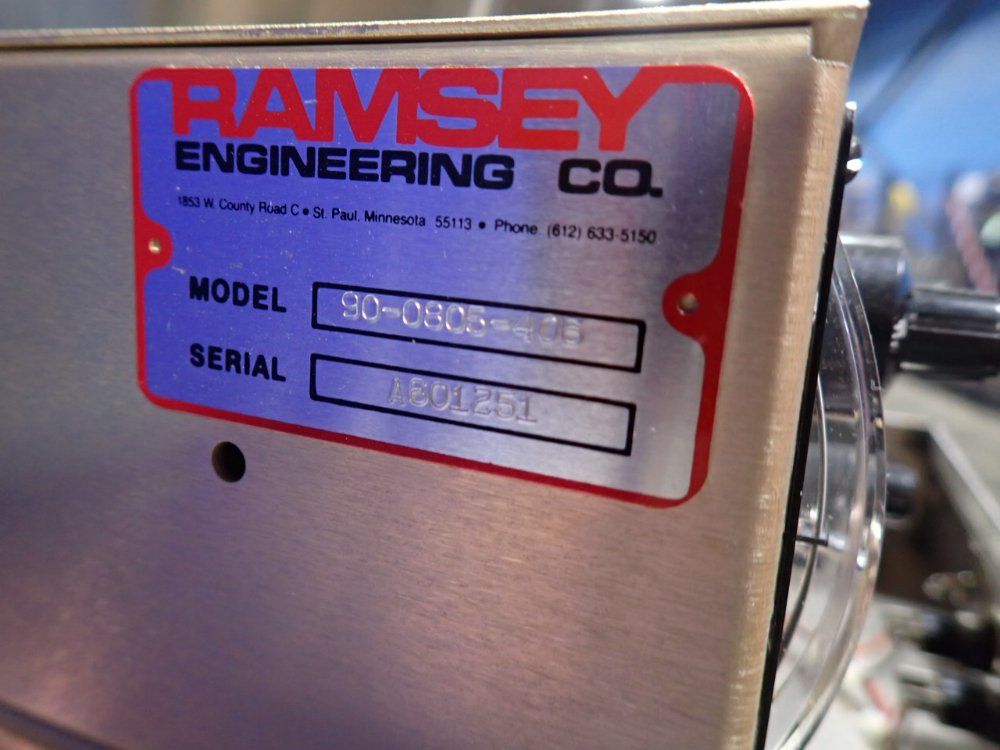 RAMSEY
ENGINEERING CO.
1853 W. County Road C • St. Paul, Minnesota 55113 • Phone (612) 633-5150
MODEL 90-0805-406
SERIAL A801251